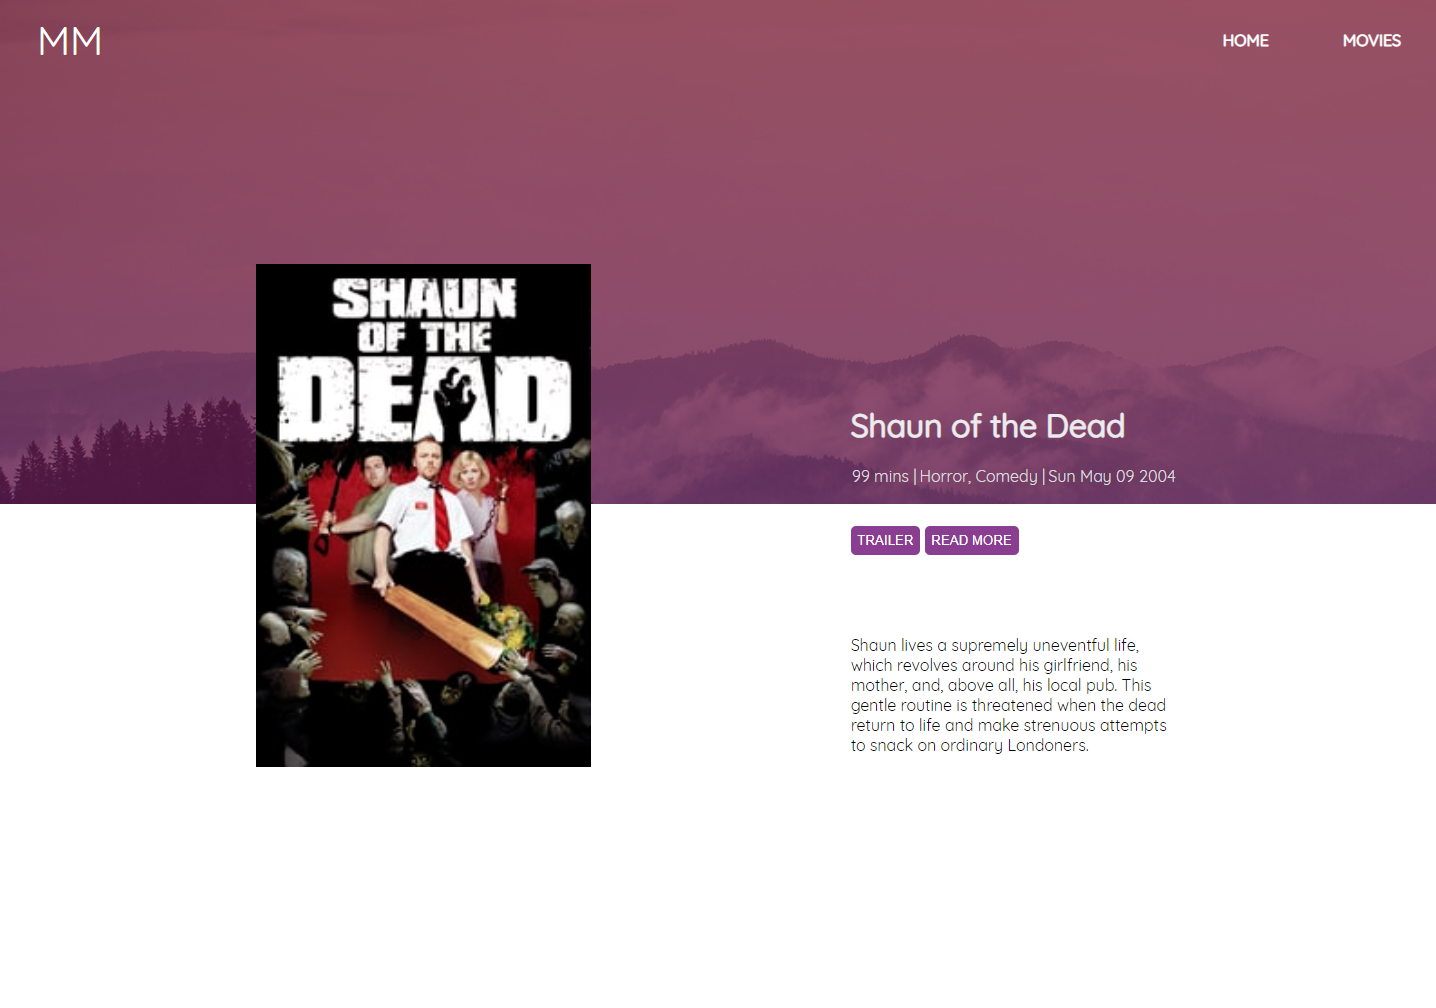 MM
HOME
MOVIES
SHAUN
OF THE
DEAD
Shaun of the Dead
99 mins | Horror, Comedy | Sun May 09 2004
TRAILER
READ MORE
Shaun lives a supremely uneventful life,
which revolves around his girlfriend, his
mother, and, above all, his local pub. This
gentle routine is threatened when the dead
return to life and make strenuous attempts
to snack on ordinary Londoners.